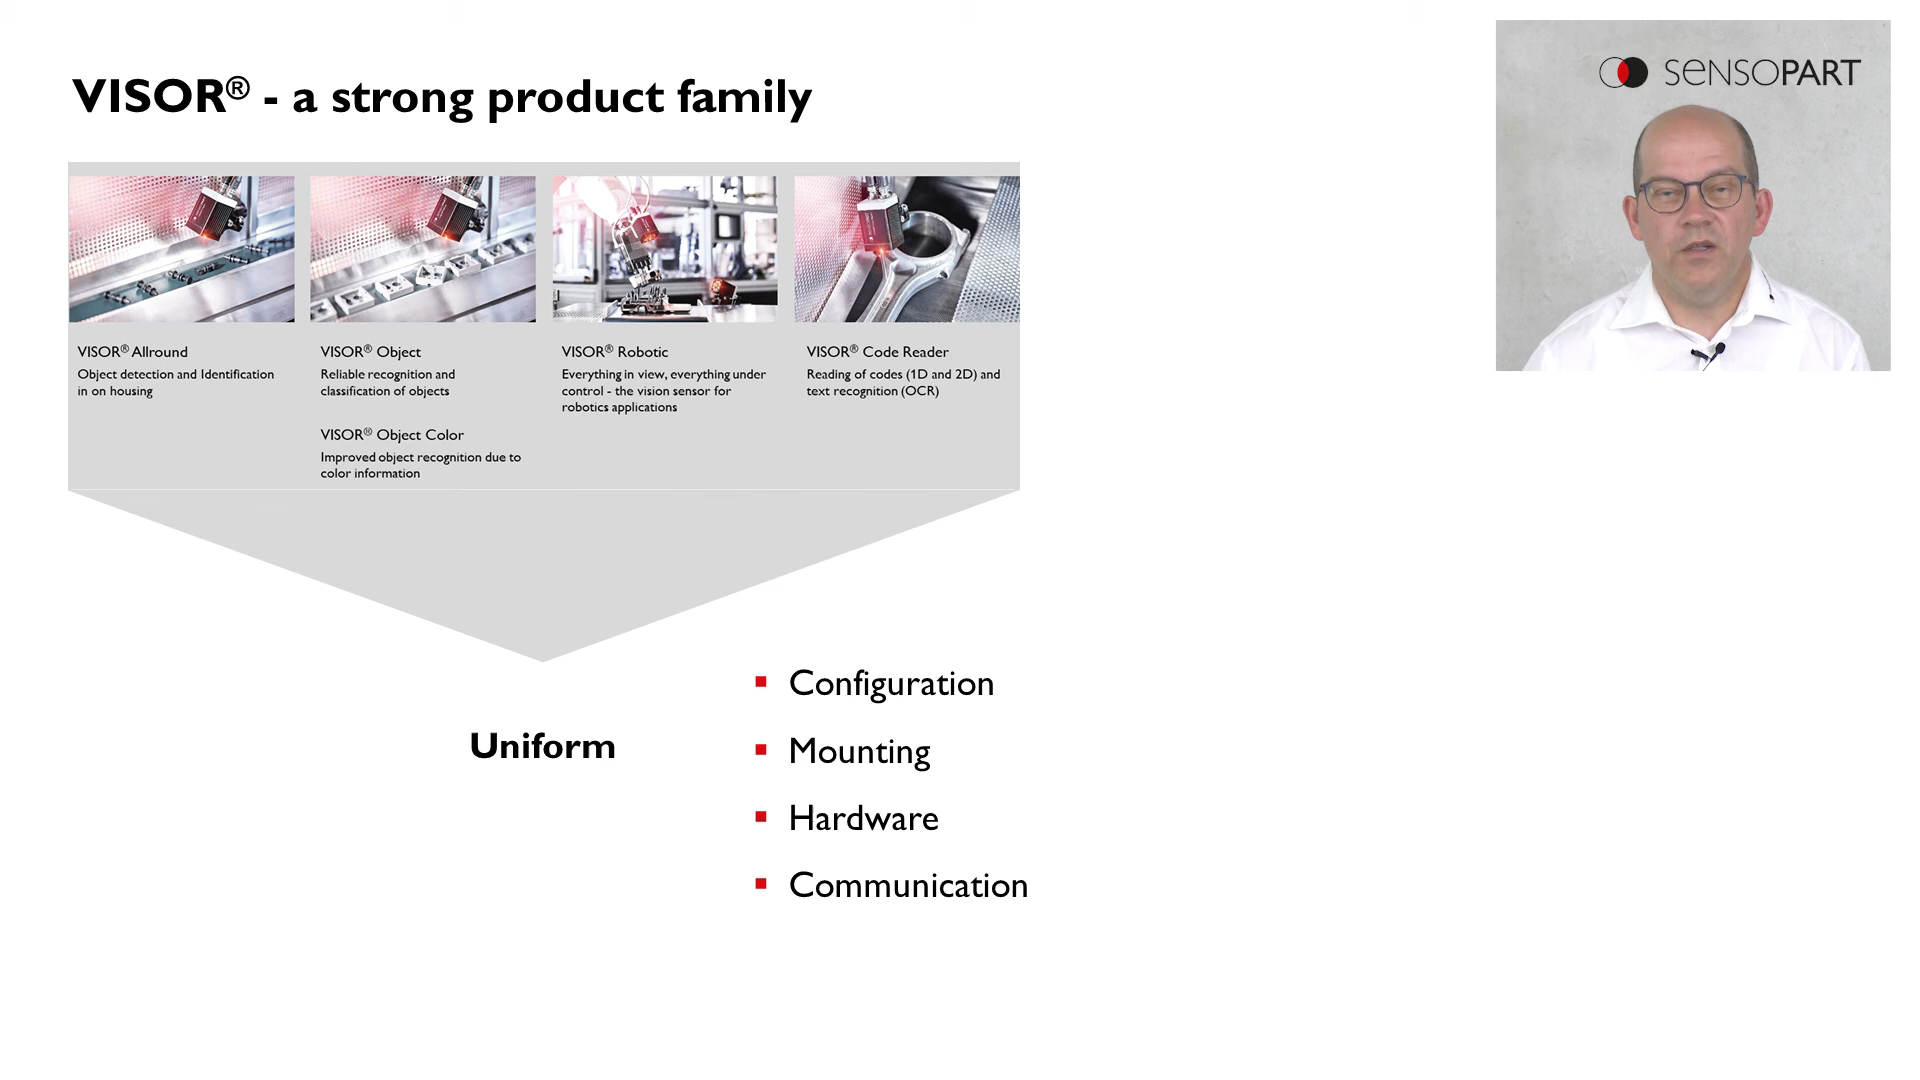 VISOR® - a strong product family
SENSOPART
VISOR® Allround
Object detection and Identification
in on housing
VISOR® Object
Reliable recognition and
classification of objects
VISOR® Object Color
Improved object recognition due to
color information
VISOR® Robotic
Everything in view, everything under
control - the vision sensor for
robotics applications
VISOR® Code Reader
Reading of codes (1D and 2D) and
text recognition (OCR)
Uniform
▪ Configuration
▪ Mounting
▪ Hardware
▪ Communication